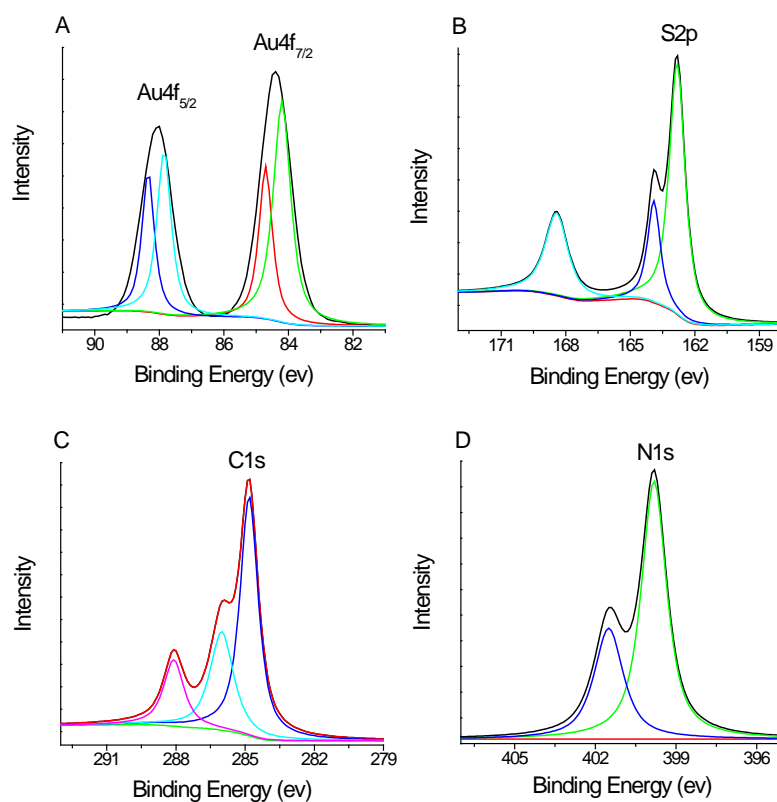 A
Au4f7/2
Au4f5/2
Intensity
90 88 86 84 82
Binding Energy (ev)
B
S2p
Intensity
171 168 165 162 159
Binding Energy (ev)
C
C1s
Intensity
291 288 285 282 279
Binding Energy (ev)
D
N1s
Intensity
405 402 399 396
Binding Energy (ev)